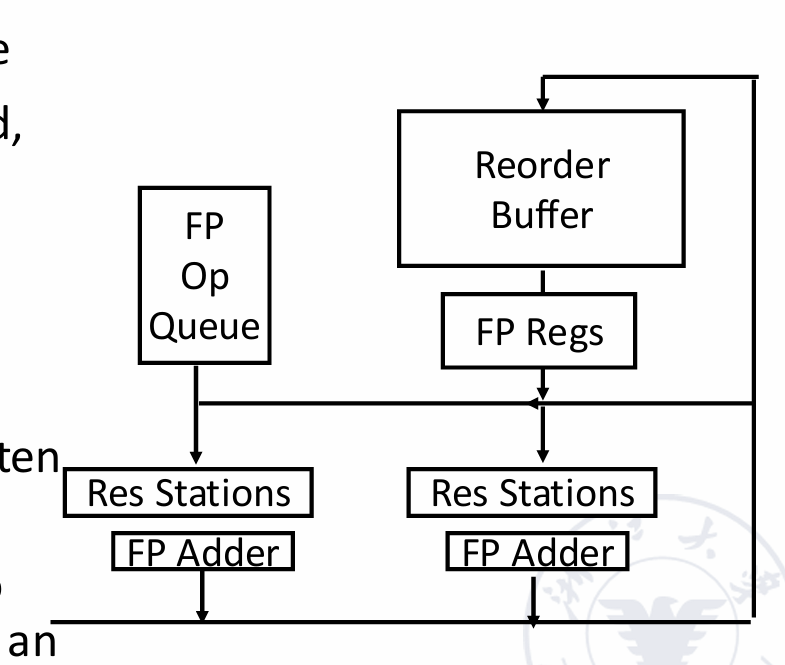 e
d,
Reorder
Buffer
FP
Op
Queue
FP Regs
ten
Res Stations
Res Stations
FP Adder
FP Adder
an